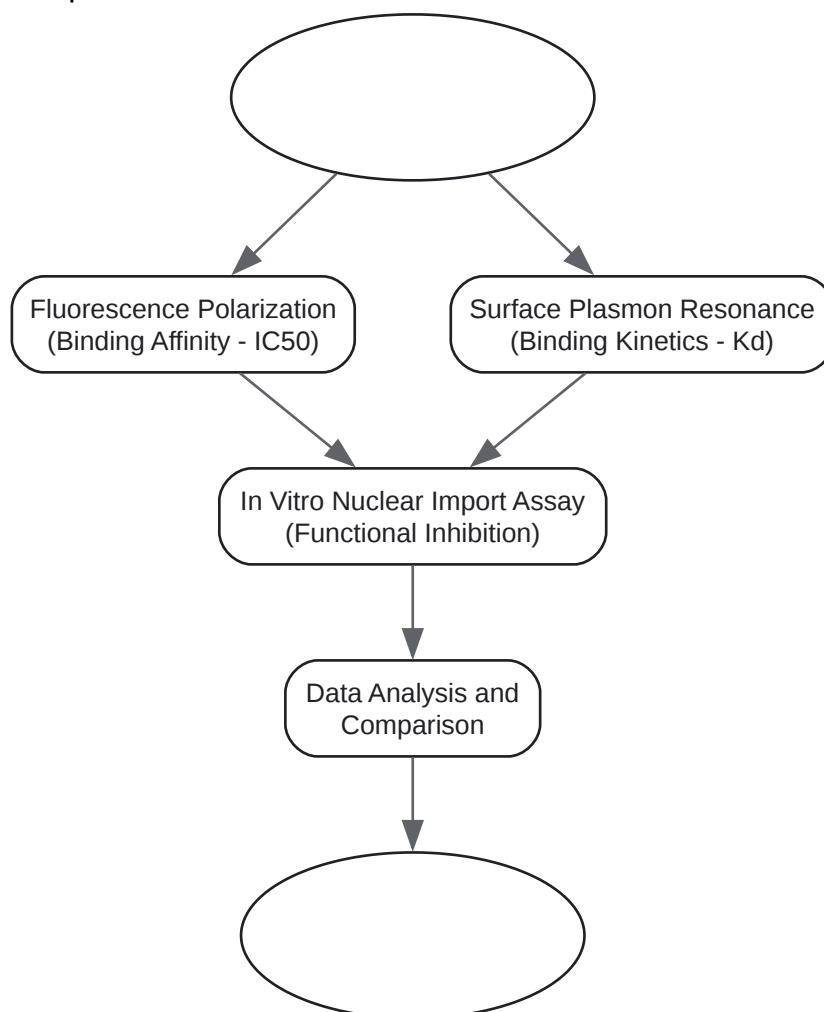 Fluorescence Polarization
(Binding Affinity - IC50)
Surface Plasmon Resonance
(Binding Kinetics - Kd)
In Vitro Nuclear Import Assay
(Functional Inhibition)
Data Analysis and
Comparison